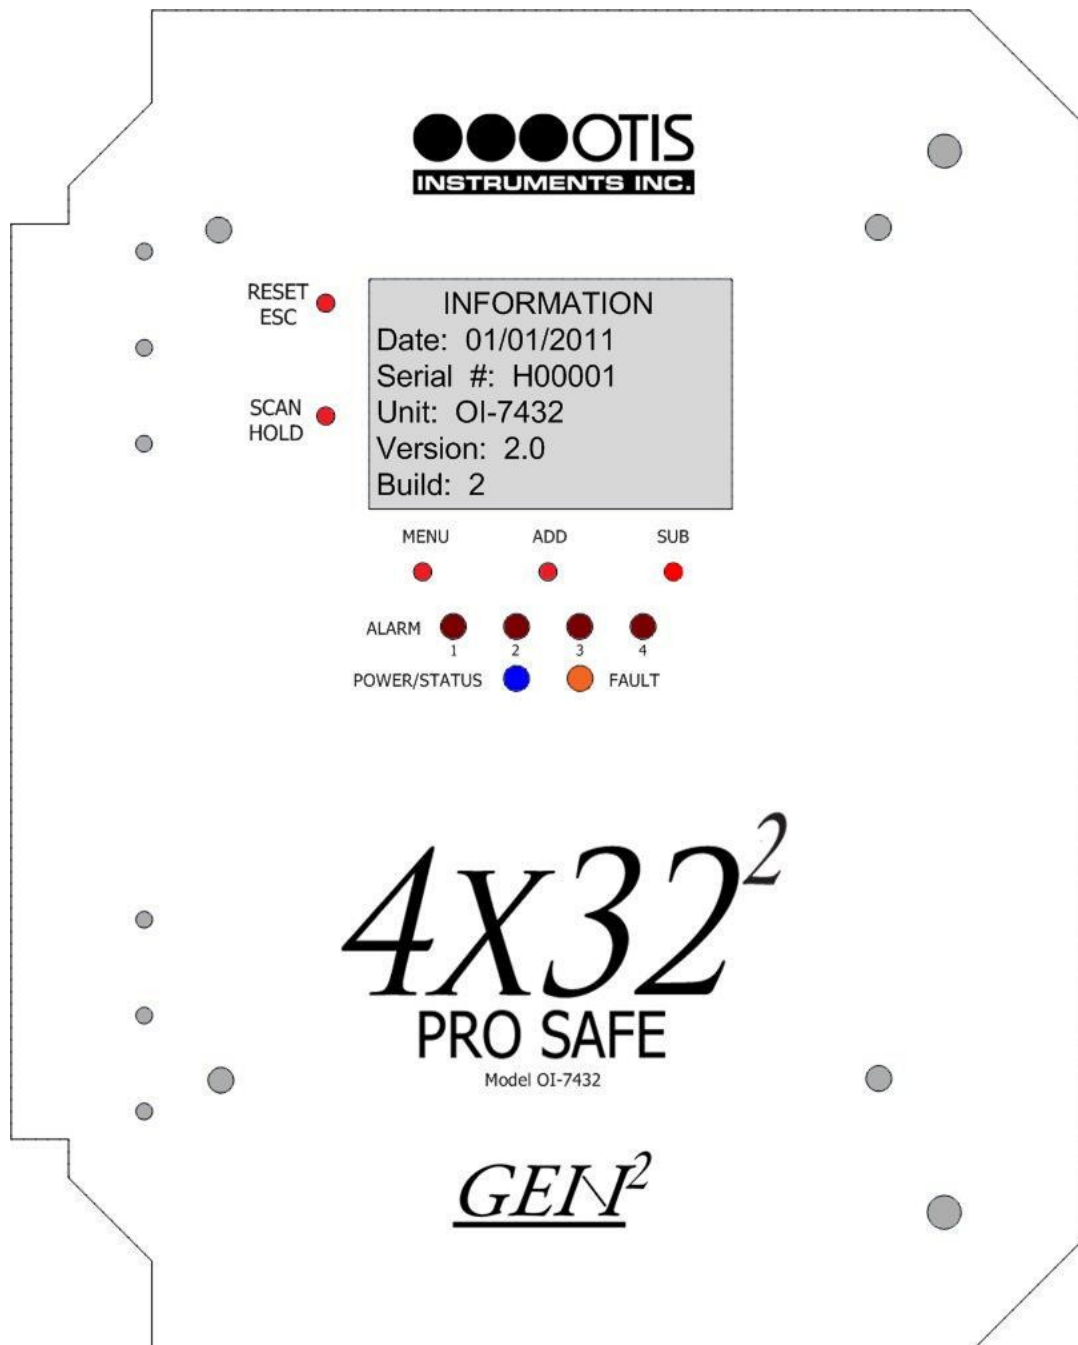 OTIS
INSTRUMENTS INC.
RESET
ESC
SCAN
HOLD
INFORMATION
Date: 01/01/2011
Serial #: H00001
Unit: OI-7432
Version: 2.0
Build: 2
MENU ADD SUB
ALARM
1 2 3 4
POWER/STATUS FAULT
4X32²
PRO SAFE
Model OI-7432
GEN²